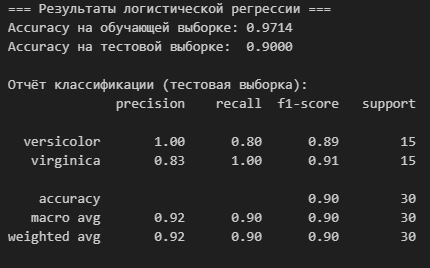 === Результаты логистической регрессии ===
Accuracy на обучающей выборке: 0.9714
Accuracy на тестовой выборке:  0.9000

Отчёт классификации (тестовая выборка):
              precision    recall  f1-score   support

  versicolor       1.00      0.80      0.89        15
   virginica       0.83      1.00      0.91        15

    accuracy                           0.90        30
   macro avg       0.92      0.90      0.90        30
weighted avg       0.92      0.90      0.90        30